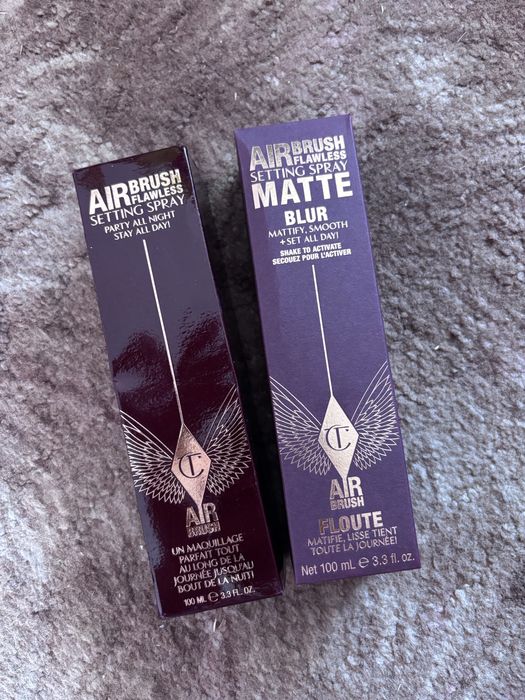 AIRBRUSH
FLAWLESS
SETTING SPRAY
PARTY ALL NIGHT
STAY ALL DAY!
CT
AIR
BRUSH
UN MAQUILLAGE
PARFAIT TOUT
AU LONG DE LA
JOURNÉE JUSQU'AU
BOUT DE LA NUIT!
100 ML ℮ 3.3 FL. OZ.
AIRBRUSH
FLAWLESS
SETTING SPRAY
MATTE
BLUR
MATTIFY, SMOOTH
+ SET ALL DAY!
SHAKE TO ACTIVATE
SECOUEZ POUR L'ACTIVER
CT
AIR
BRUSH
FLOUTE
MATIFIE, LISSE TIENT
TOUTE LA JOURNÉE!
Net 100 mL ℮ 3.3 fl. oz.